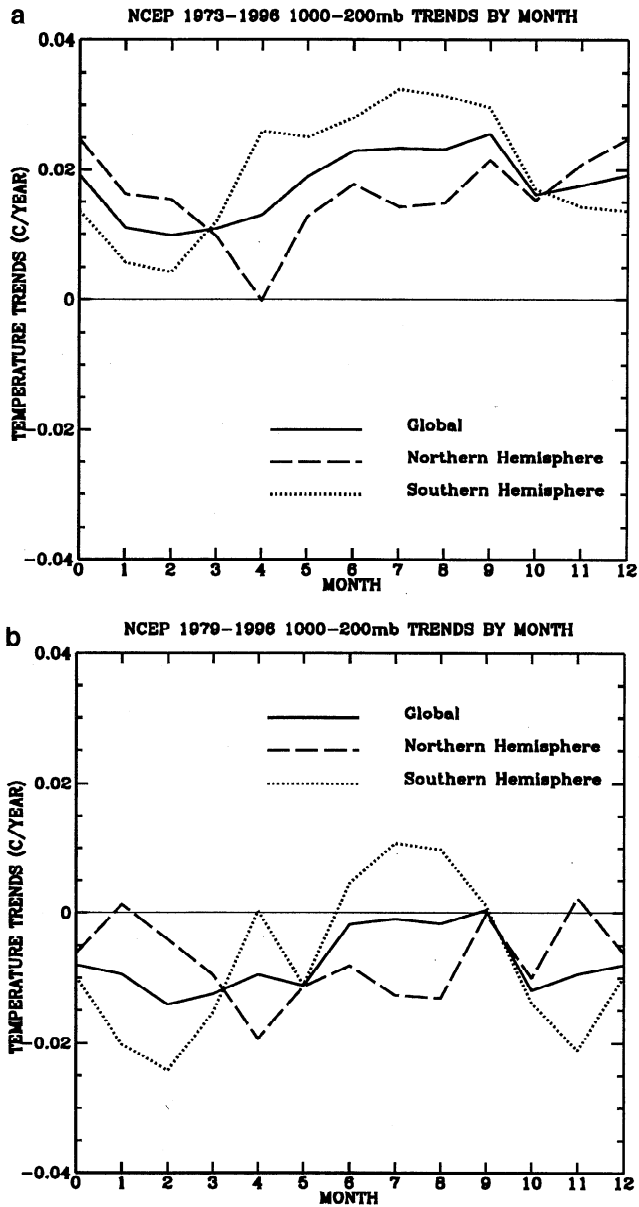 a
NCEP 1973-1996 1000-200mb TRENDS BY MONTH
0.04
0.02
0
-0.02
-0.04
TEMPERATURE TRENDS (C/YEAR)
Global
Northern Hemisphere
Southern Hemisphere
0 1 2 3 4 5 6 7 8 9 10 11 12
MONTH
b
NCEP 1979-1996 1000-200mb TRENDS BY MONTH
0.04
0.02
0
-0.02
-0.04
TEMPERATURE TRENDS (C/YEAR)
Global
Northern Hemisphere
Southern Hemisphere
0 1 2 3 4 5 6 7 8 9 10 11 12
MONTH